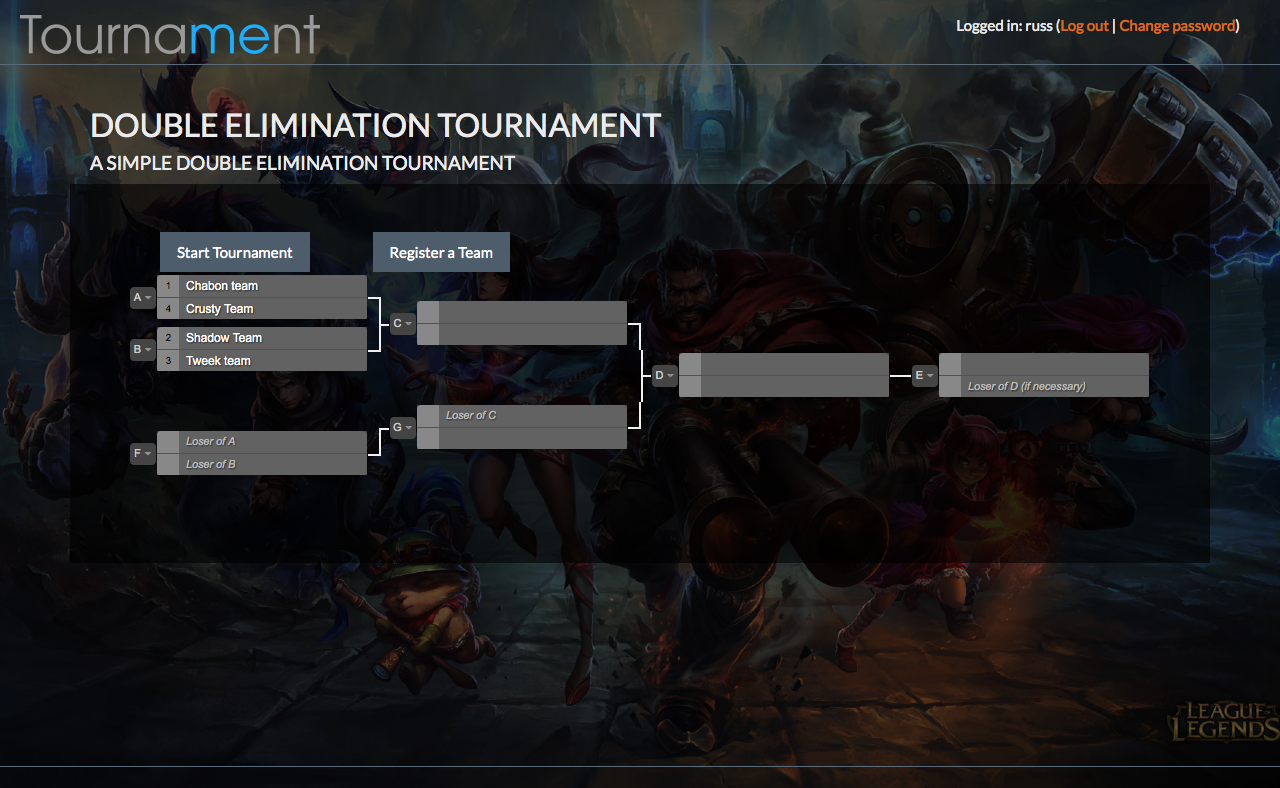 Tournament
Logged in: russ (Log out | Change password)
DOUBLE ELIMINATION TOURNAMENT
A SIMPLE DOUBLE ELIMINATION TOURNAMENT
Start Tournament
Register a Team
A
1 Chabon team
4 Crusty Team
B
2 Shadow Team
3 Tweek team
C
D
E
Loser of D (if necessary)
G
Loser of C
F
Loser of A
Loser of B
LEAGUE OF
LEGENDS